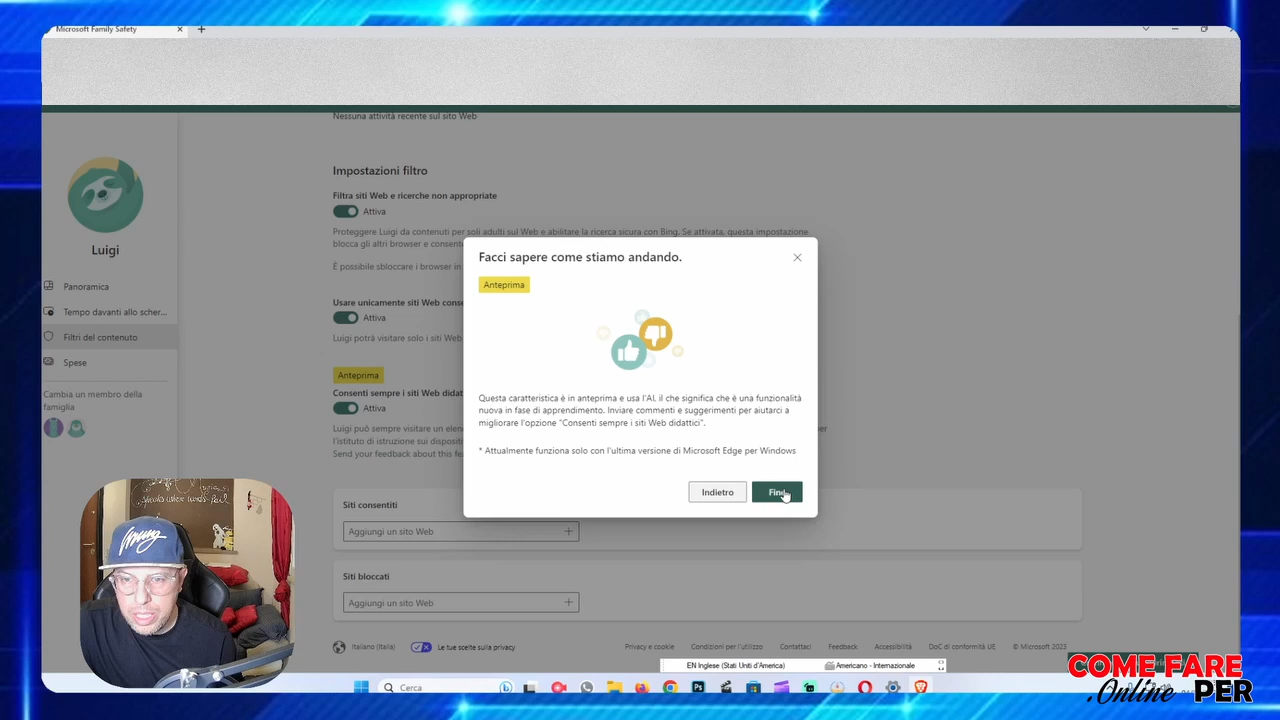 Microsoft Family Safety
Nessuna attività recente sul sito Web
Impostazioni filtro
Filtra siti Web e ricerche non appropriate
Attiva
Proteggere Luigi da contenuti per soli adulti sul Web e abilitare la ricerca sicura con Bing. Se attivata, questa impostazione
blocca gli altri browser e consente
È possibile sbloccare i browser in
Usare unicamente siti Web
Attiva
Luigi potrà visitare solo i siti Web
Anteprima
Consenti sempre i siti Web
Attiva
Luigi può sempre visitare un
l'istituto di istruzione su
Send your feedback about this
Luigi
Panoramica
Tempo davanti allo scher...
Filtri del contenuto
Spese
Cambia un membro della
famiglia
Facci sapere come stiamo andando.
Anteprima
Questa caratteristica è in anteprima e usa l'AI, il che significa che è una funzionalità
nuova in fase di apprendimento. Inviare commenti e suggerimenti per aiutarci a
migliorare l'opzione "Consenti sempre i siti Web didattici".
* Attualmente funziona solo con l'ultima versione di Microsoft Edge per Windows
Indietro
Siti consentiti
Aggiungi un sito Web
Siti bloccati
Aggiungi un sito Web
Italiano (Italia)
Le tue scelte sulla privacy
Privacy e cookie
Condizioni per l'utilizzo
Contattaci
Feedback
Accessibilità
DoC di conformità UE
© Microsoft 2023
EN Inglese (Stati Uniti d'America)
Americano - Internazionale
Cerca
COME FARE
.Online PER